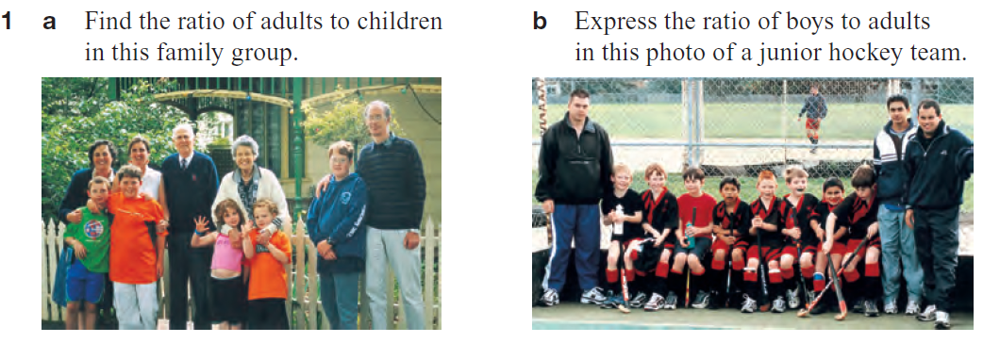 1 a Find the ratio of adults to children
in this family group.
b Express the ratio of boys to adults
in this photo of a junior hockey team.